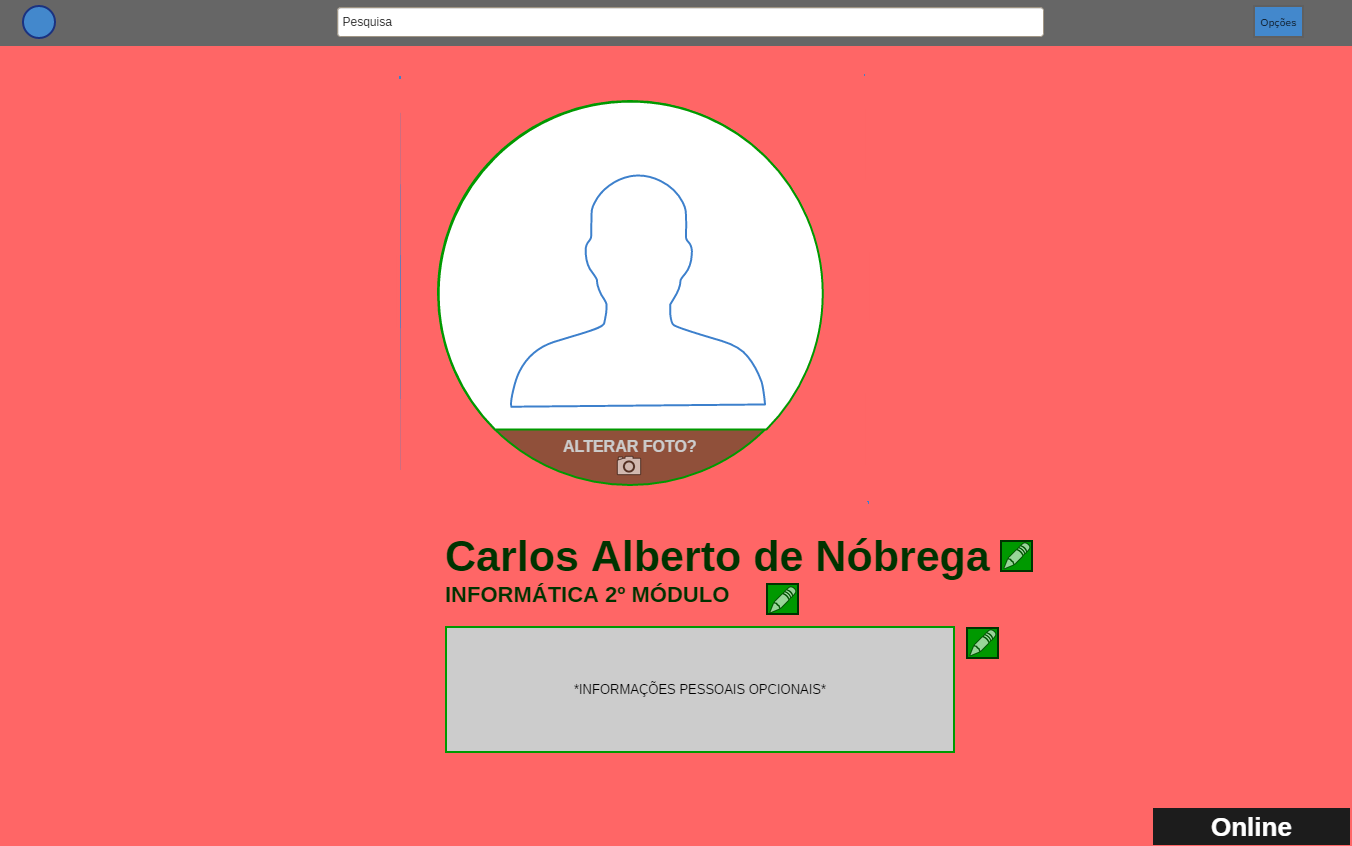 Pesquisa
Opções
ALTERAR FOTO?
Carlos Alberto de Nóbrega
INFORMÁTICA 2º MÓDULO
*INFORMAÇÕES PESSOAIS OPCIONAIS*
Online